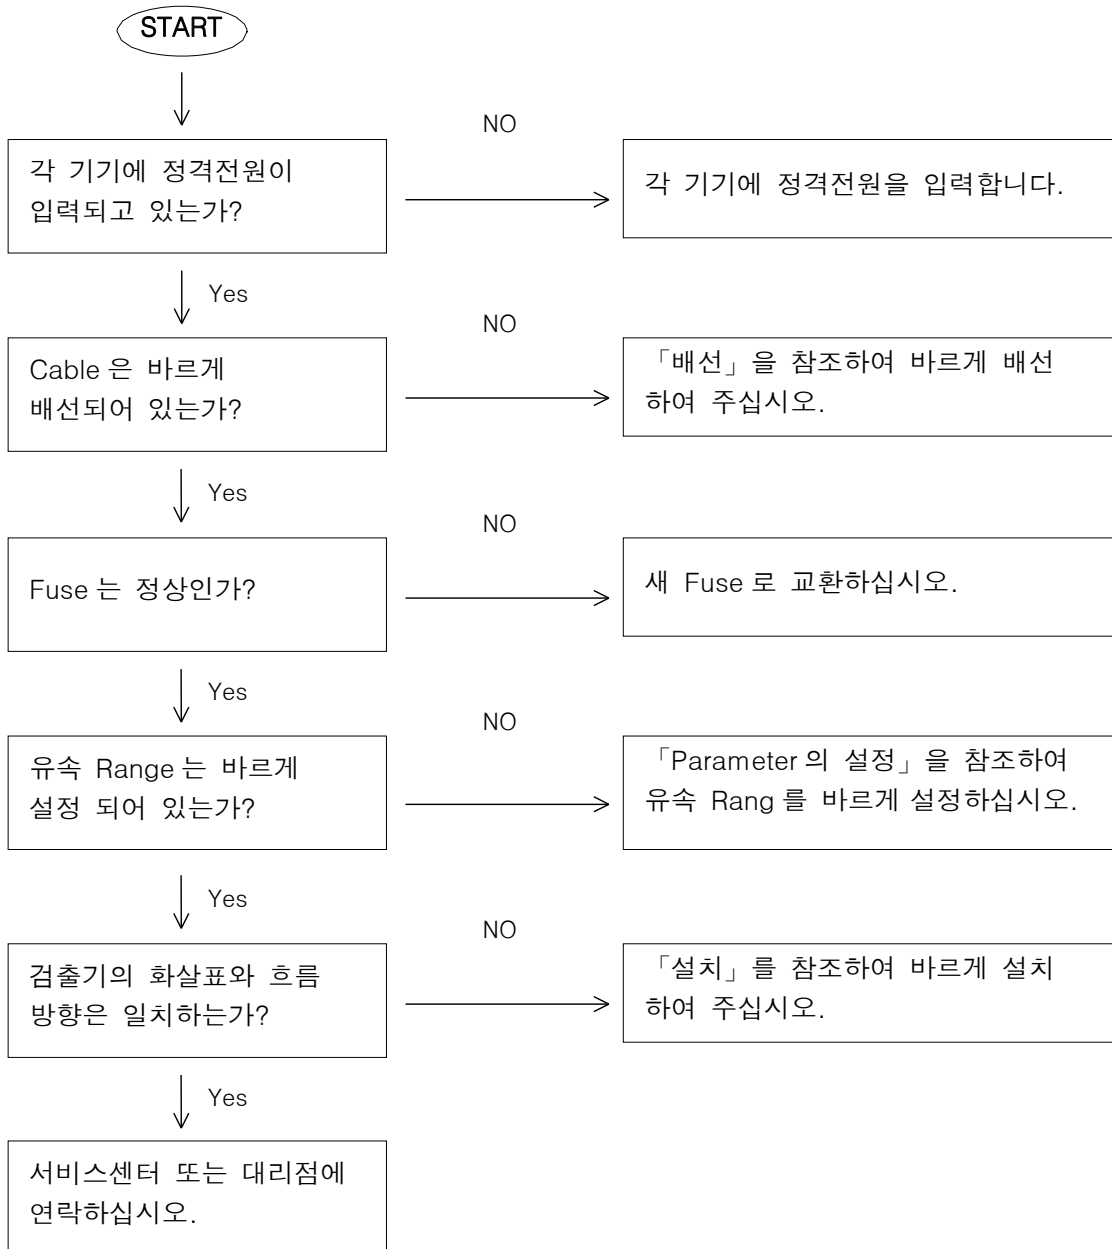 START
NO
각 기기에 정격전원이
입력되고 있는가?
각 기기에 정격전원을 입력합니다.
Yes
NO
Cable 은 바르게
배선되어 있는가?
「배선」을 참조하여 바르게 배선
하여 주십시오.
Yes
NO
Fuse 는 정상인가?
새 Fuse 로 교환하십시오.
Yes
NO
유속 Range 는 바르게
설정 되어 있는가?
「Parameter 의 설정」을 참조하여
유속 Rang 를 바르게 설정하십시오.
Yes
NO
검출기의 화살표와 흐름
방향은 일치하는가?
「설치」를 참조하여 바르게 설치
하여 주십시오.
Yes
서비스센터 또는 대리점에
연락하십시오.